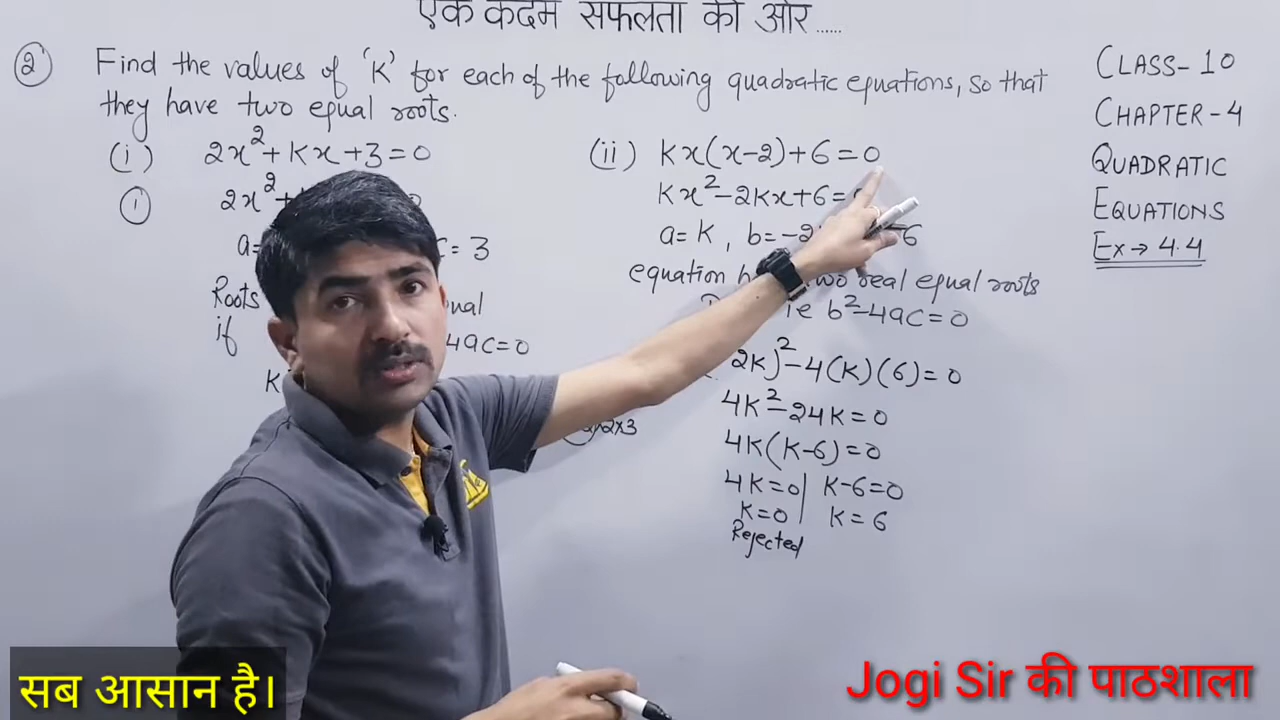 एक कदम सफलता की ओर......
② Find the values of 'K' for each of the following quadratic equations, so that
they have two equal roots.
(i) 2x²+Kx+3=0
① 2x²+
a=
= 3
Roots
if
4ac=0
K
2x2x3
(ii) Kx(x-2)+6=0
Kx²-2Kx+6=
a=K, b=-2
6
equation two real equal roots
ie b²-4ac=0
2K)²-4(K)(6)=0
4K²-24K=0
4K(K-6)=0
4K=0 | K-6=0
K=0 | K=6
Rejected
CLASS-10
CHAPTER-4
QUADRATIC
EQUATIONS
Ex→4.4
सब आसान है।
Jogi Sir की पाठशाला